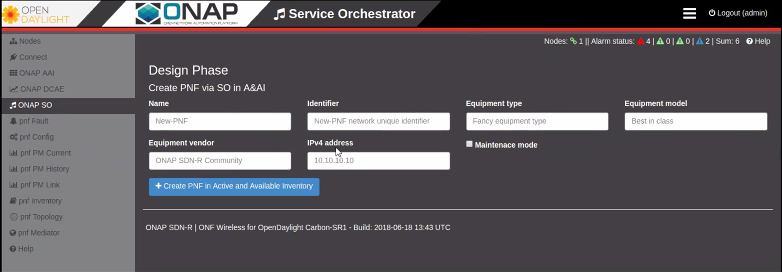 OPEN DAYLIGHT
ONAP
OPEN NETWORK AUTOMATION PLATFORM
Service Orchestrator
Logout (admin)
Nodes: 1 || Alarm status: 4 | 0 | 0 | 2 | Sum: 6 Help
Nodes
Connect
ONAP AAI
ONAP DCAE
ONAP SO
pnf Fault
pnf Config
pnf PM Current
pnf PM History
pnf PM Link
pnf Inventory
pnf Topology
pnf Mediator
Help
Design Phase
Create PNF via SO in A&AI
Name
New-PNF
Identifier
New-PNF network unique identifier
Equipment type
Fancy equipment type
Equipment model
Best in class
Equipment vendor
ONAP SDN-R Community
IPv4 address
10.10.10.10
Maintenace mode
Create PNF in Active and Available Inventory
ONAP SDN-R | ONF Wireless for OpenDaylight Carbon-SR1 - Build: 2018-06-18 13:43 UTC